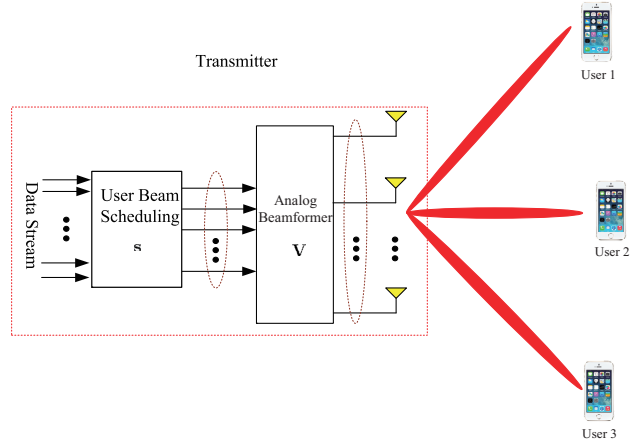 Transmitter
User 1
Data Stream
User Beam
Scheduling
s
Analog
Beamformer
V
User 2
User 3